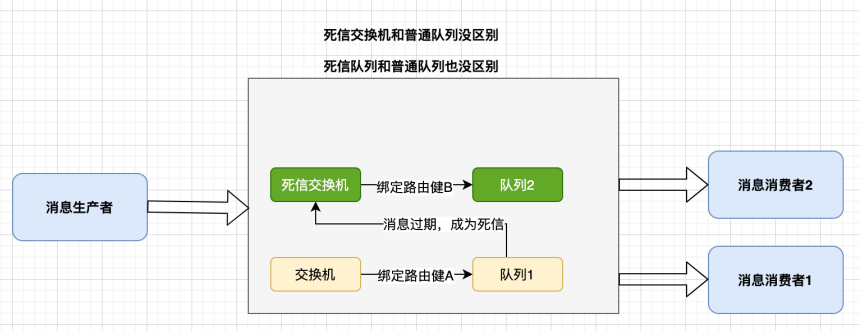 死信交换机和普通队列没区别
死信队列和普通队列也没区别
死信交换机
绑定路由健B
队列2
消息消费者2
消息生产者
消息过期，成为死信
交换机
绑定路由健A
队列1
消息消费者1